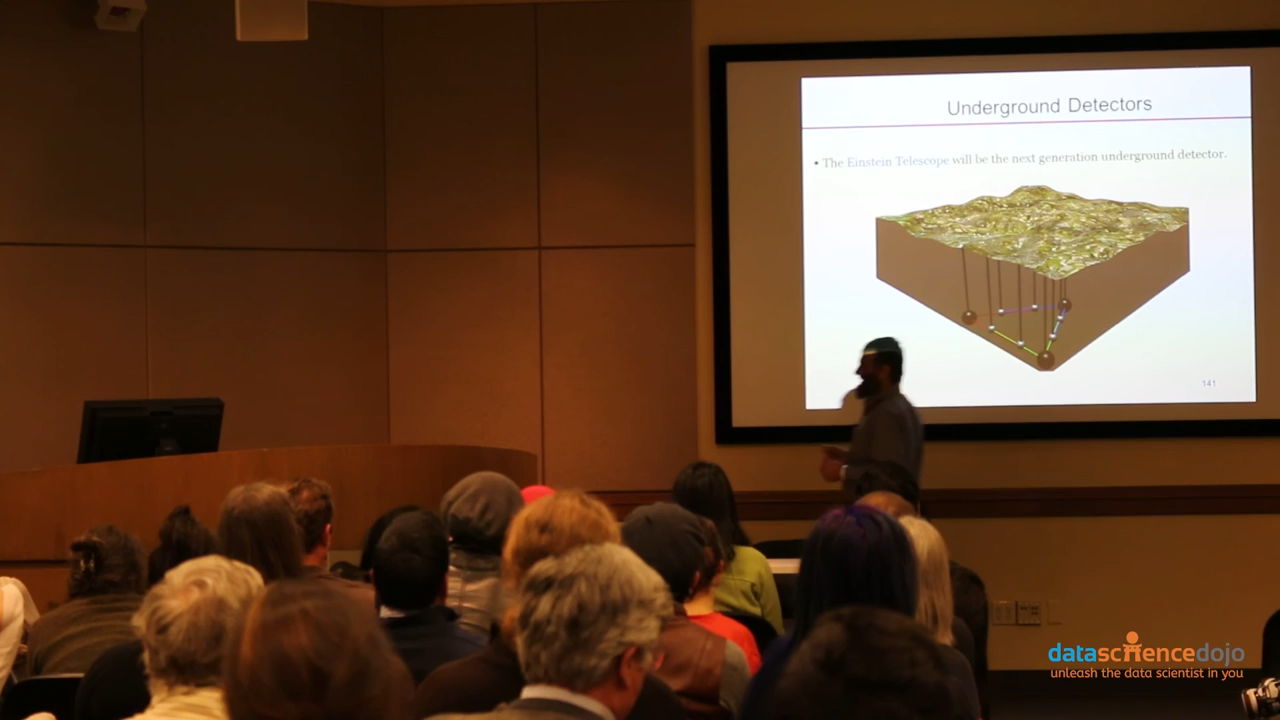 Underground Detectors
• The Einstein Telescope will be the next generation underground detector.
141
datasciencedojo
unleash the data scientist in you